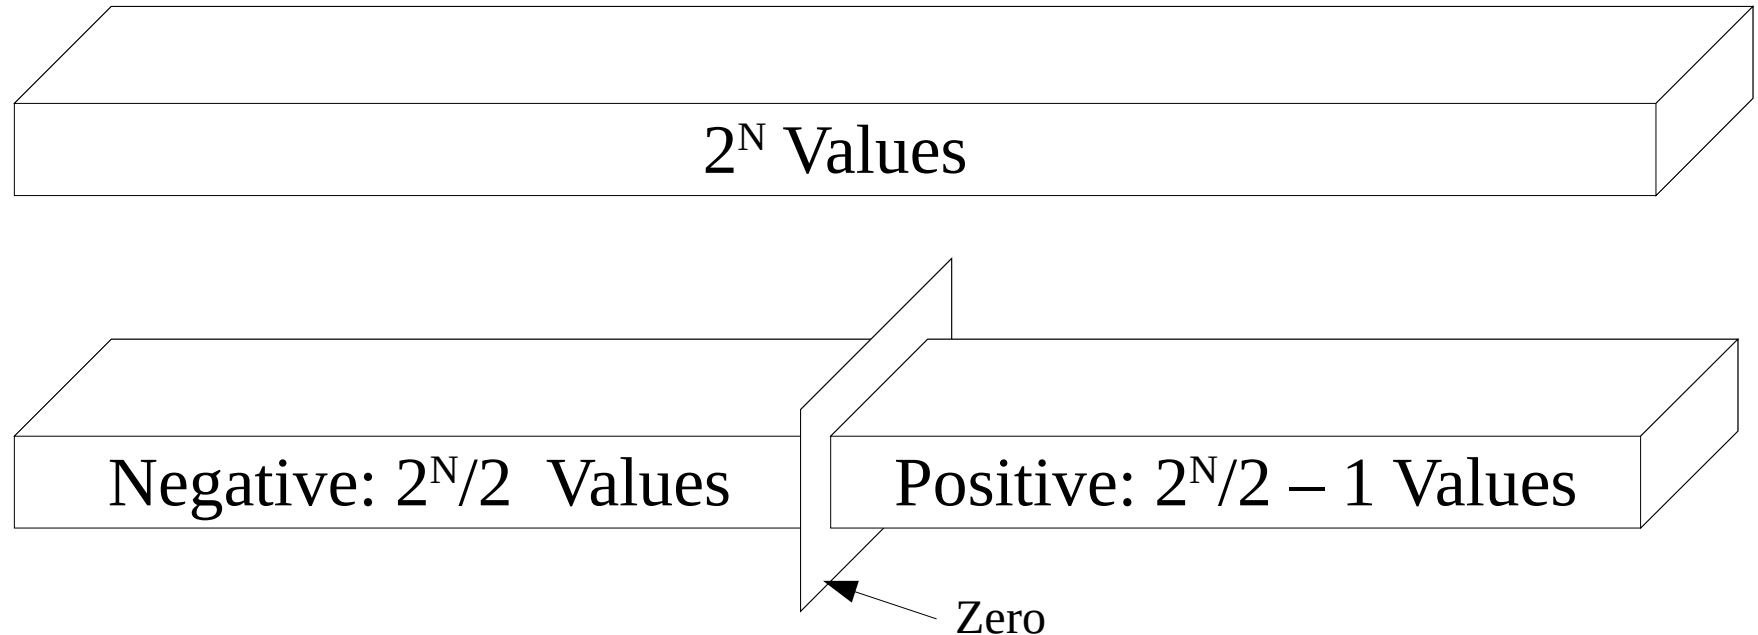 2ᴺ Values
Negative: 2ᴺ/2 Values
Positive: 2ᴺ/2 – 1 Values
Zero